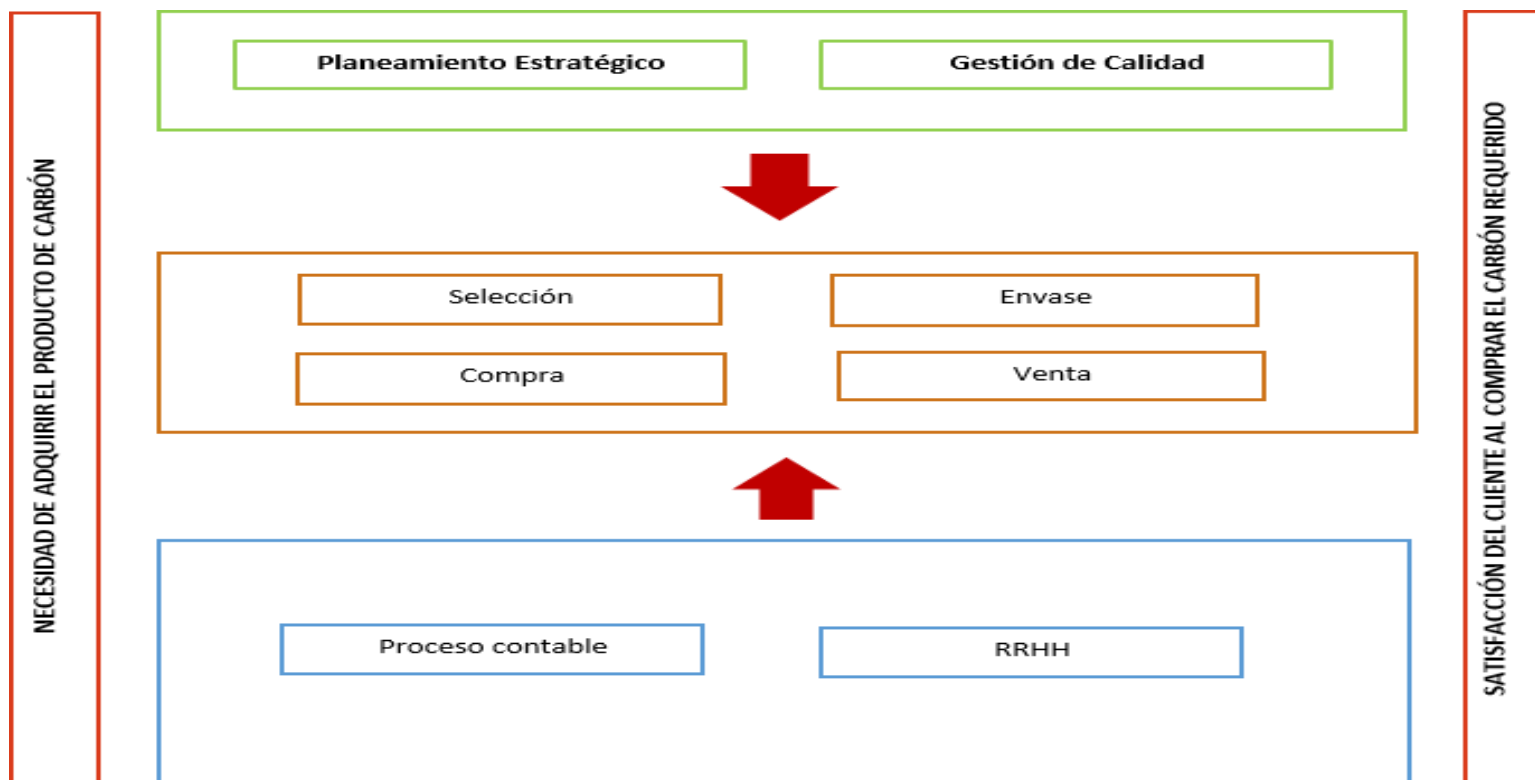 NECESIDAD DE ADQUIRIR EL PRODUCTO DE CARBÓN
Planeamiento Estratégico
Gestión de Calidad
Selección
Envase
Compra
Venta
Proceso contable
RRHH
SATISFACCIÓN DEL CLIENTE AL COMPRAR EL CARBÓN REQUERIDO